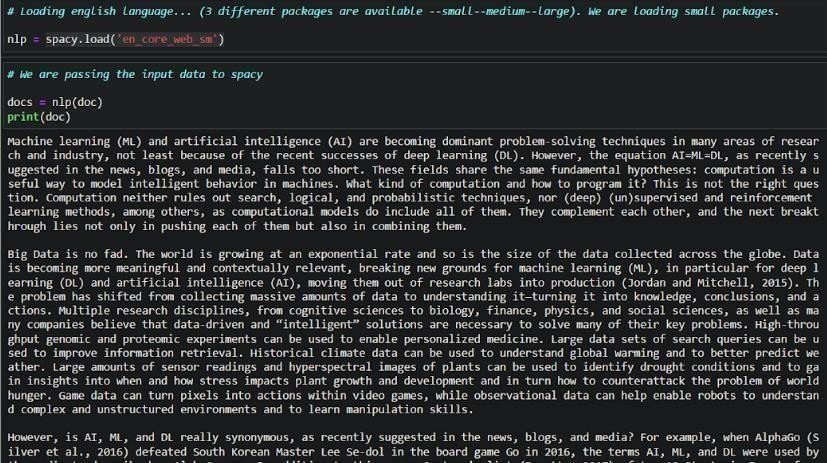 # Loading english language... (3 different packages are available --small--medium--large). We are loading small packages.
nlp = spacy.load('en_core_web_sm')
# We are passing the input data to spacy
docs = nlp(doc)
print(doc)
Machine learning (ML) and artificial intelligence (AI) are becoming dominant problem-solving techniques in many areas of resear
ch and industry, not least because of the recent successes of deep learning (DL). However, the equation AI=ML=DL, as recently s
uggested in the news, blogs, and media, falls too short. These fields share the same fundamental hypotheses: computation is a u
seful way to model intelligent behavior in machines. What kind of computation and how to program it? This is not the right ques
tion. Computation neither rules out search, logical, and probabilistic techniques, nor (deep) (un)supervised and reinforcement
learning methods, among others, as computational models do include all of them. They complement each other, and the next breakt
hrough lies not only in pushing each of them but also in combining them.
Big Data is no fad. The world is growing at an exponential rate and so is the size of the data collected across the globe. Data
is becoming more meaningful and contextually relevant, breaking new grounds for machine learning (ML), in particular for deep l
earning (DL) and artificial intelligence (AI), moving them out of research labs into production (Jordan and Mitchell, 2015). Th
e problem has shifted from collecting massive amounts of data to understanding it—turning it into knowledge, conclusions, and a
ctions. Multiple research disciplines, from cognitive sciences to biology, finance, physics, and social sciences, as well as ma
ny companies believe that data-driven and “intelligent” solutions are necessary to solve many of their key problems. High-throu
ghput genomic and proteomic experiments can be used to enable personalized medicine. Large data sets of search queries can be u
sed to improve information retrieval. Historical climate data can be used to understand global warming and to better predict we
ather. Large amounts of sensor readings and hyperspectral images of plants can be used to identify drought conditions and to ga
in insights into when and how stress impacts plant growth and development and in turn how to counterattack the problem of world
hunger. Game data can turn pixels into actions within video games, while observational data can help enable robots to understan
d complex and unstructured environments and to learn manipulation skills.
However, is AI, ML, and DL really synonymous, as recently suggested in the news, blogs, and media? For example, when AlphaGo (S
ilver et al., 2016) defeated South Korean Master Lee Se-dol in the board game Go in 2016, the terms AI, ML, and DL were used by